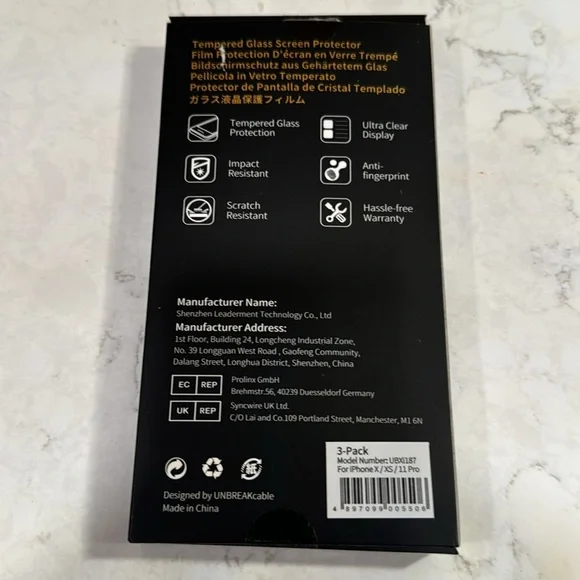 Tempered Glass Screen Protector
Film Protection D'écran en Verre Trempé
Bildschirmschutz aus Gehärtetem Glas
Pellicola in Vetro Temperato
Protector de Pantalla de Cristal Templado
ガラス液晶保護フィルム
Tempered Glass
Protection
Ultra Clear
Display
Impact
Resistant
Anti-
fingerprint
Scratch
Resistant
Hassle-free
Warranty
Manufacturer Name:
Shenzhen Leaderment Technology Co., Ltd
Manufacturer Address:
1st Floor, Building 24, Longcheng Industrial Zone,
No. 39 Longguan West Road , Gaofeng Community,
Dalang Street, Longhua District, Shenzhen, China
EC REP
Prolinx GmbH
Brehmstr.56, 40239 Duesseldorf Germany
UK REP
Syncwire UK Ltd.
C/O Lai and Co.109 Portland Street, Manchester, M1 6N
紙
3-Pack
Model Number: UBXi187
For iPhone X / XS / 11 Pro
4 897099 005506
Designed by UNBREAKcable
Made in China